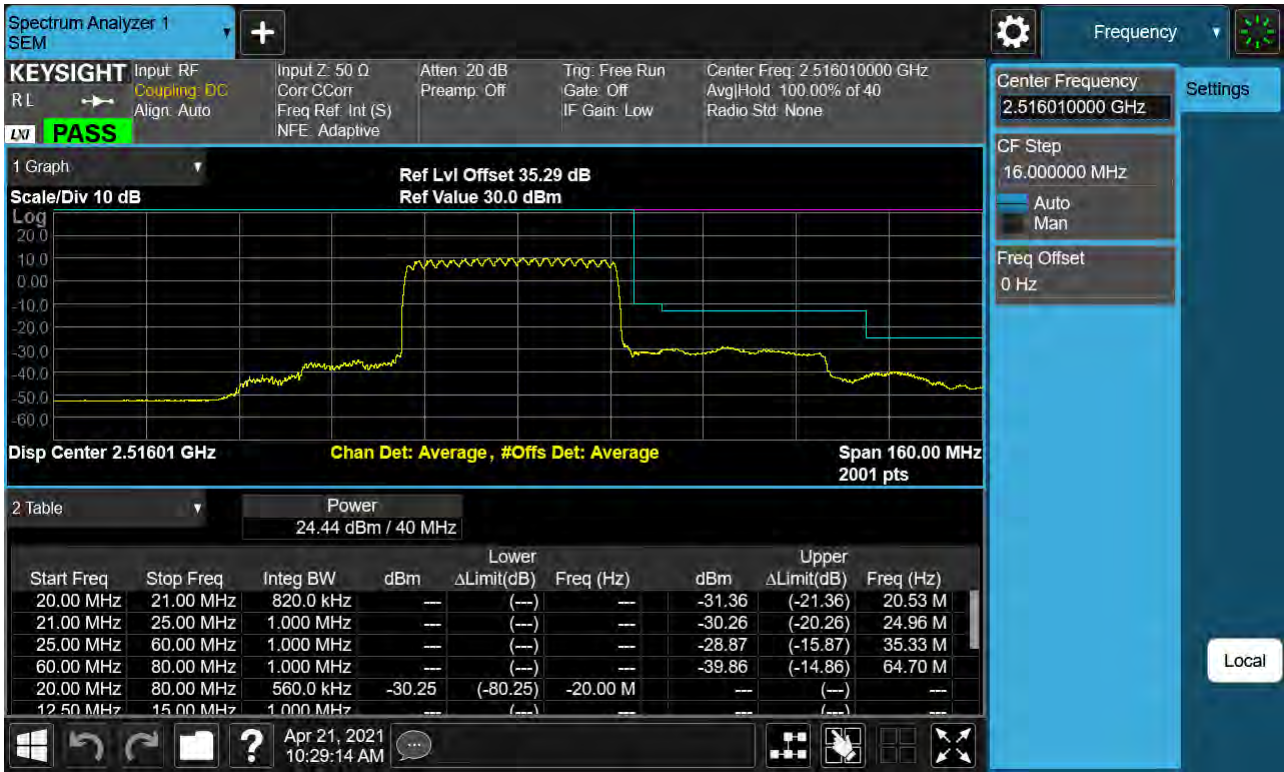 Spectrum Analyzer 1
SEM
+
Frequency
KEYSIGHT
RL
LXI
PASS
Input: RF
Coupling: DC
Align: Auto
Input Z: 50 Ω
Corr CCorr
Freq Ref: Int (S)
NFE: Adaptive
Atten: 20 dB
Preamp: Off
Trig: Free Run
Gate: Off
IF Gain: Low
Center Freq: 2.516010000 GHz
Avg|Hold: 100.00% of 40
Radio Std: None
Center Frequency
2.516010000 GHz
Settings
CF Step
16.000000 MHz
Auto
Man
Freq Offset
0 Hz
Local
1 Graph
Scale/Div 10 dB
Ref Lvl Offset 35.29 dB
Ref Value 30.0 dBm
Log
20.0
10.0
0.00
-10.0
-20.0
-30.0
-40.0
-50.0
-60.0
Disp Center 2.51601 GHz
Chan Det: Average, #Offs Det: Average
Span 160.00 MHz
2001 pts
2 Table
Power
24.44 dBm / 40 MHz
Lower Upper
Start Freq Stop Freq Integ BW dBm ΔLimit(dB) Freq (Hz) dBm ΔLimit(dB) Freq (Hz)
20.00 MHz 21.00 MHz 820.0 kHz --- (---) --- -31.36 (-21.36) 20.53 M
21.00 MHz 25.00 MHz 1.000 MHz --- (---) --- -30.26 (-20.26) 24.96 M
25.00 MHz 60.00 MHz 1.000 MHz --- (---) --- -28.87 (-15.87) 35.33 M
60.00 MHz 80.00 MHz 1.000 MHz --- (---) --- -39.86 (-14.86) 64.70 M
20.00 MHz 80.00 MHz 560.0 kHz -30.25 (-80.25) -20.00 M --- (---) ---
12.50 MHz 15.00 MHz 1.000 MHz --- (---) --- --- (---) ---
?
Apr 21, 2021
10:29:14 AM